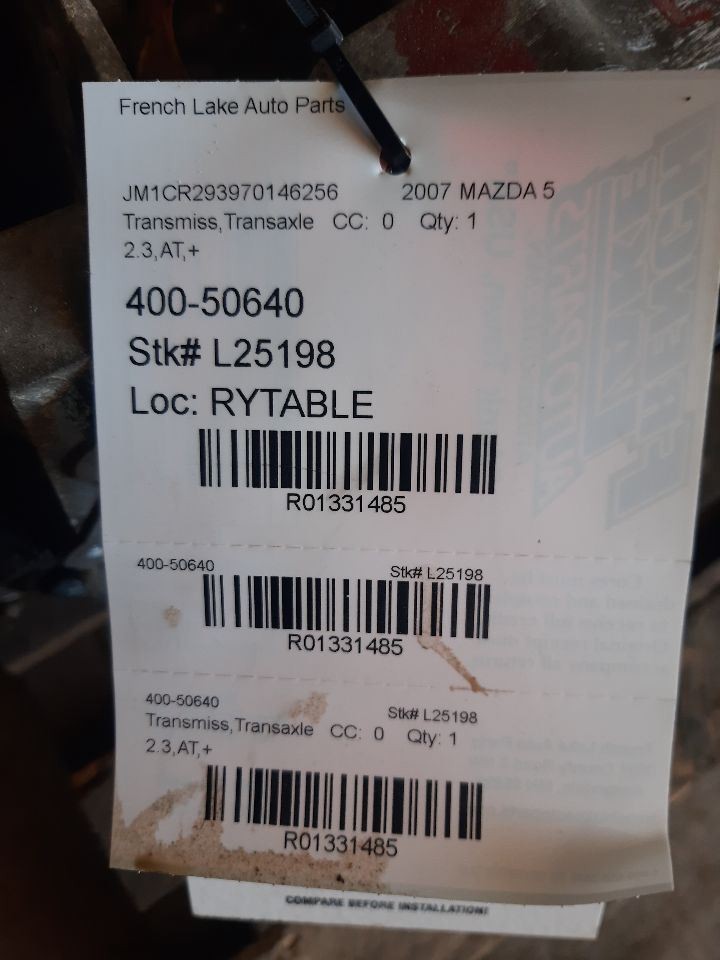 French Lake Auto Parts
JM1CR293970146256 2007 MAZDA 5
Transmiss,Transaxle CC: 0 Qty: 1
2.3,AT,+
400-50640
Stk# L25198
Loc: RYTABLE
R01331485
400-50640 Stk# L25198
R01331485
400-50640 Stk# L25198
Transmiss,Transaxle CC: 0 Qty: 1
2.3,AT,+
R01331485
COMPARE BEFORE INSTALLATION!